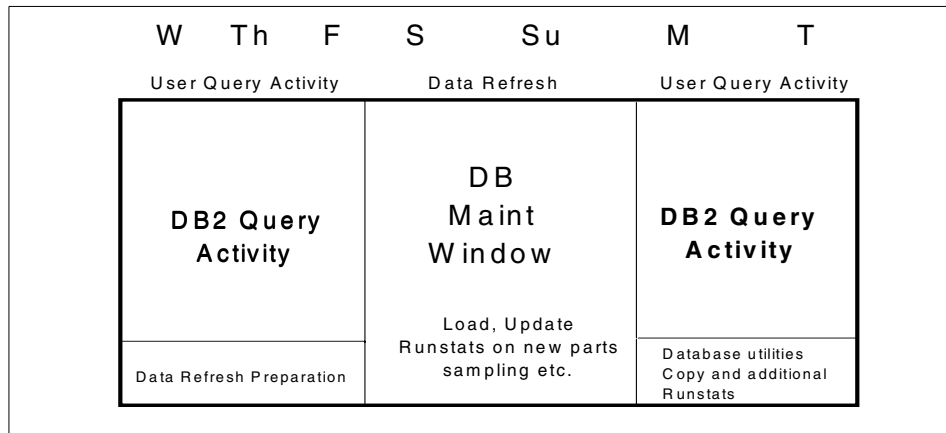 W Th F S Su M T
User Query Activity Data Refresh User Query Activity
DB2 Query
Activity
Data Refresh Preparation
DB
Maint
Window
Load, Update
Runstats on new parts
sampling etc.
DB2 Query
Activity
Database utilities
Copy and additional
Runstats